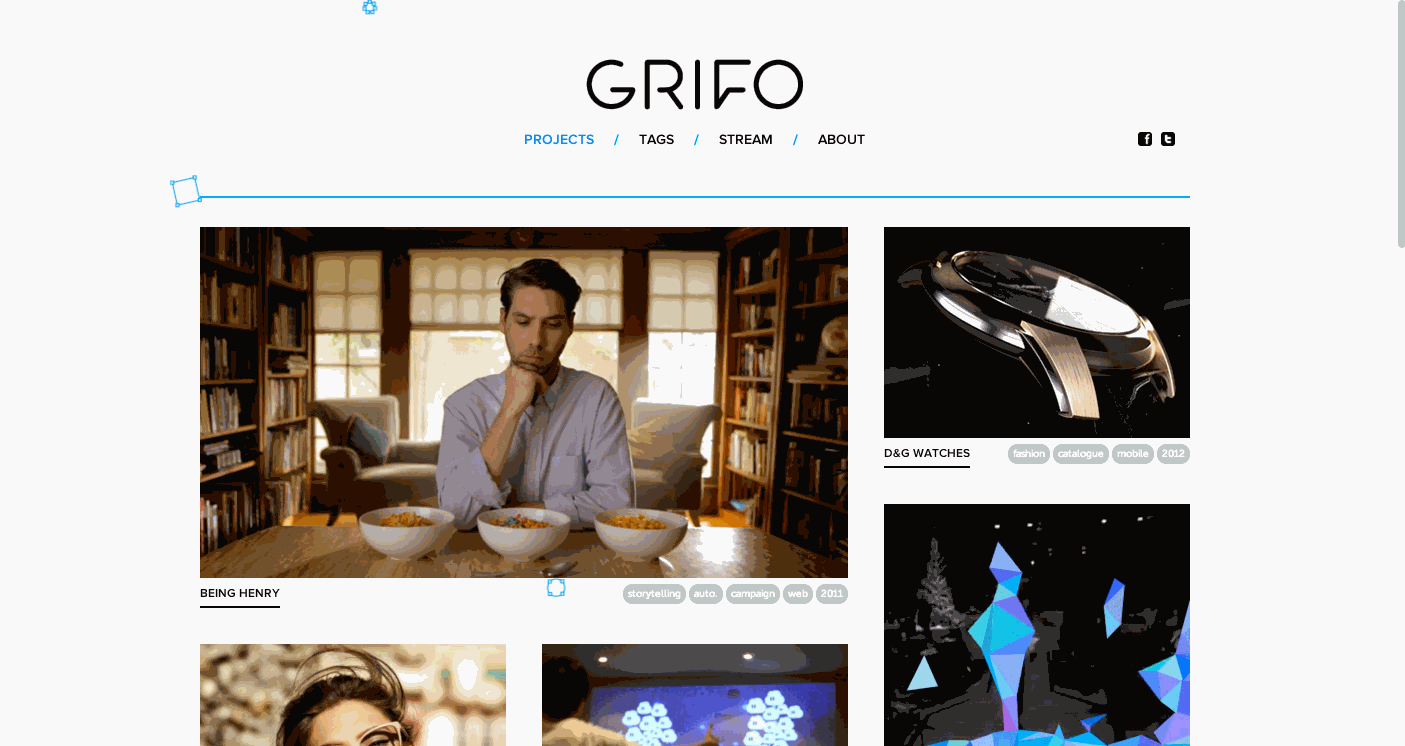 GRIFO
PROJECTS / TAGS / STREAM / ABOUT
BEING HENRY
storytelling auto. campaign web 2011
D&G WATCHES
fashion catalogue mobile 2012